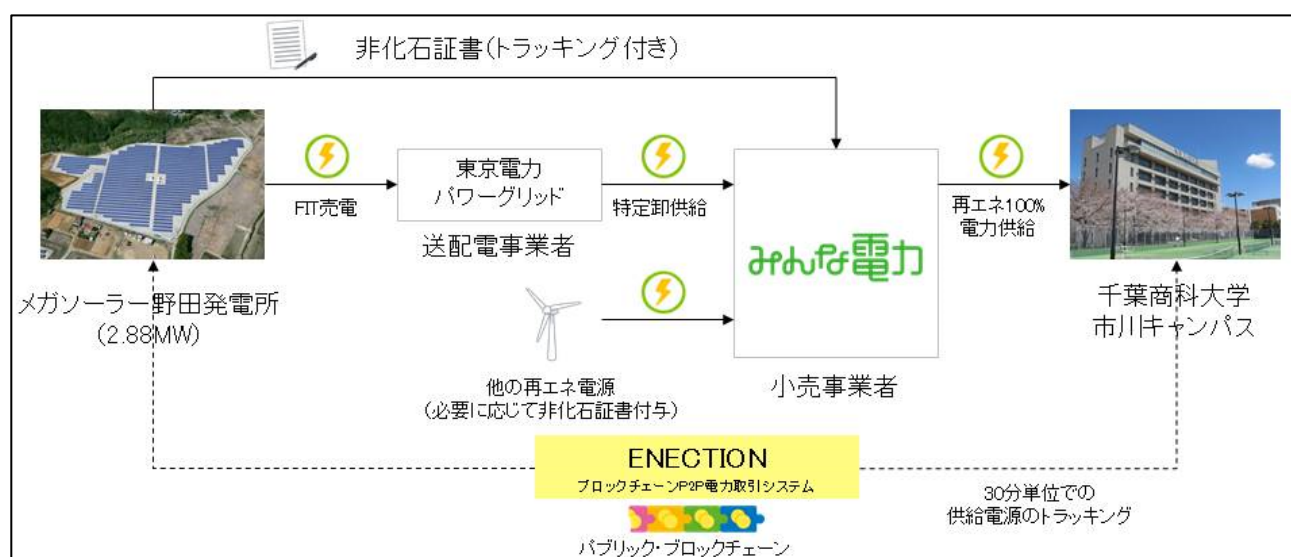 非化石証書(トラッキング付き)
FIT売電
東京電力
パワーグリッド
送配電事業者
特定卸供給
みんな電力
小売事業者
再エネ100%
電力供給
メガソーラー野田発電所
(2.88MW)
千葉商科大学
市川キャンパス
他の再エネ電源
(必要に応じて非化石証書付与)
ENECTION
ブロックチェーンP2P電力取引システム
パブリック・ブロックチェーン
30分単位での
供給電源のトラッキング